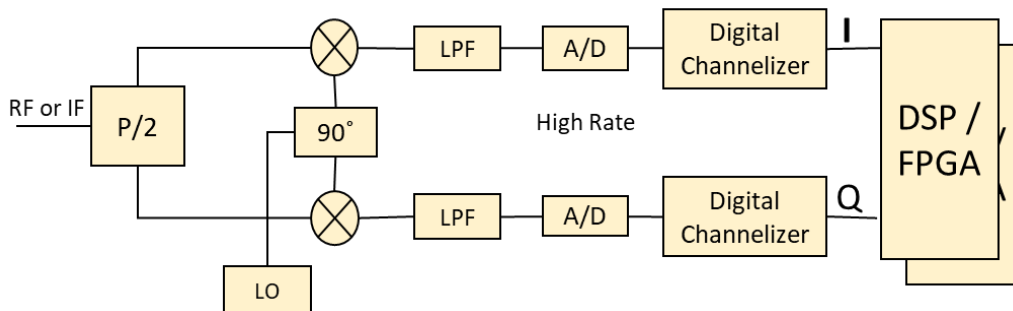 RF or IF
P/2
90°
LO
LPF
A/D
Digital
Channelizer
I
High Rate
LPF
A/D
Digital
Channelizer
Q
DSP /
FPGA